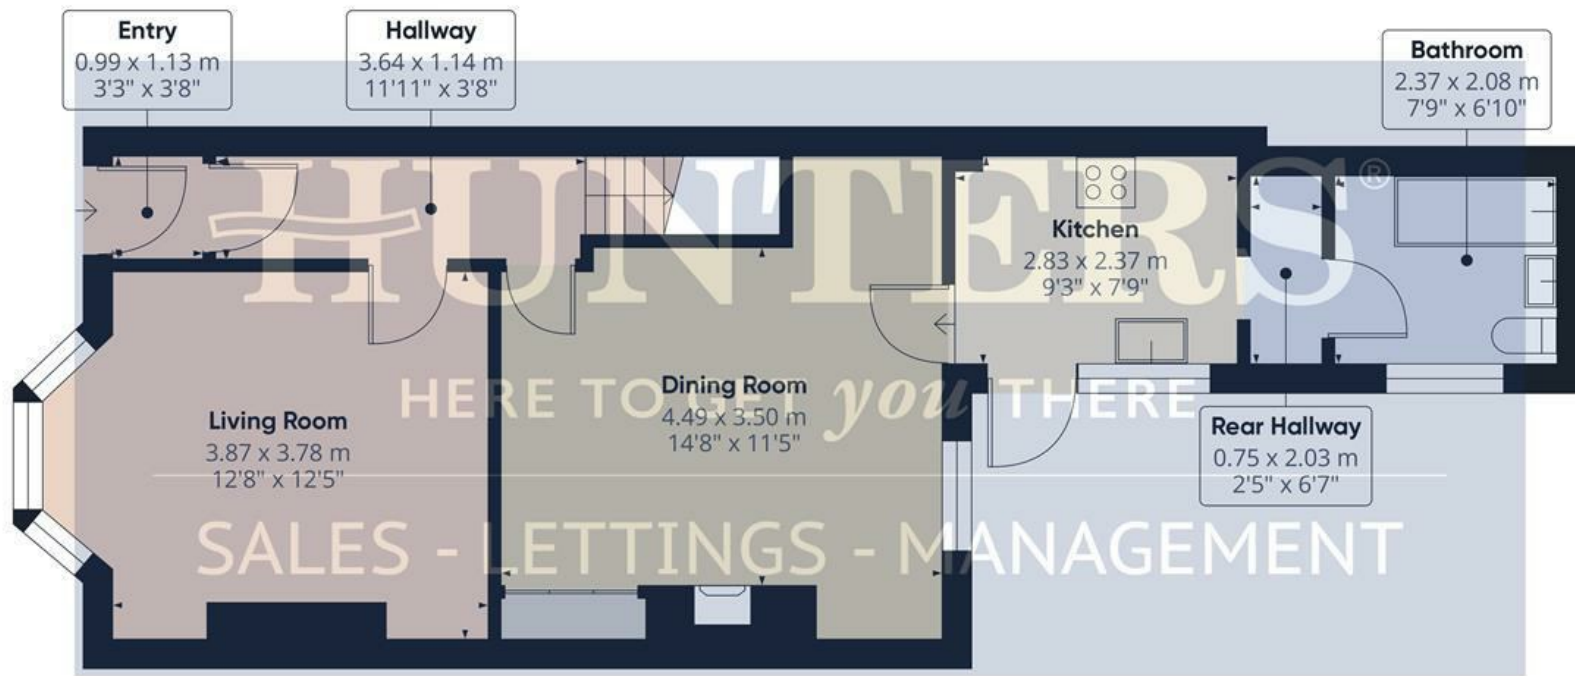 Entry
0.99 x 1.13 m
3'3" x 3'8"
Hallway
3.64 x 1.14 m
11'11" x 3'8"
Bathroom
2.37 x 2.08 m
7'9" x 6'10"
HUNTERS®
Kitchen
2.83 x 2.37 m
9'3" x 7'9"
HERE TO GET you THERE
Dining Room
4.49 x 3.50 m
14'8" x 11'5"
Living Room
3.87 x 3.78 m
12'8" x 12'5"
Rear Hallway
0.75 x 2.03 m
2'5" x 6'7"
SALES - LETTINGS - MANAGEMENT